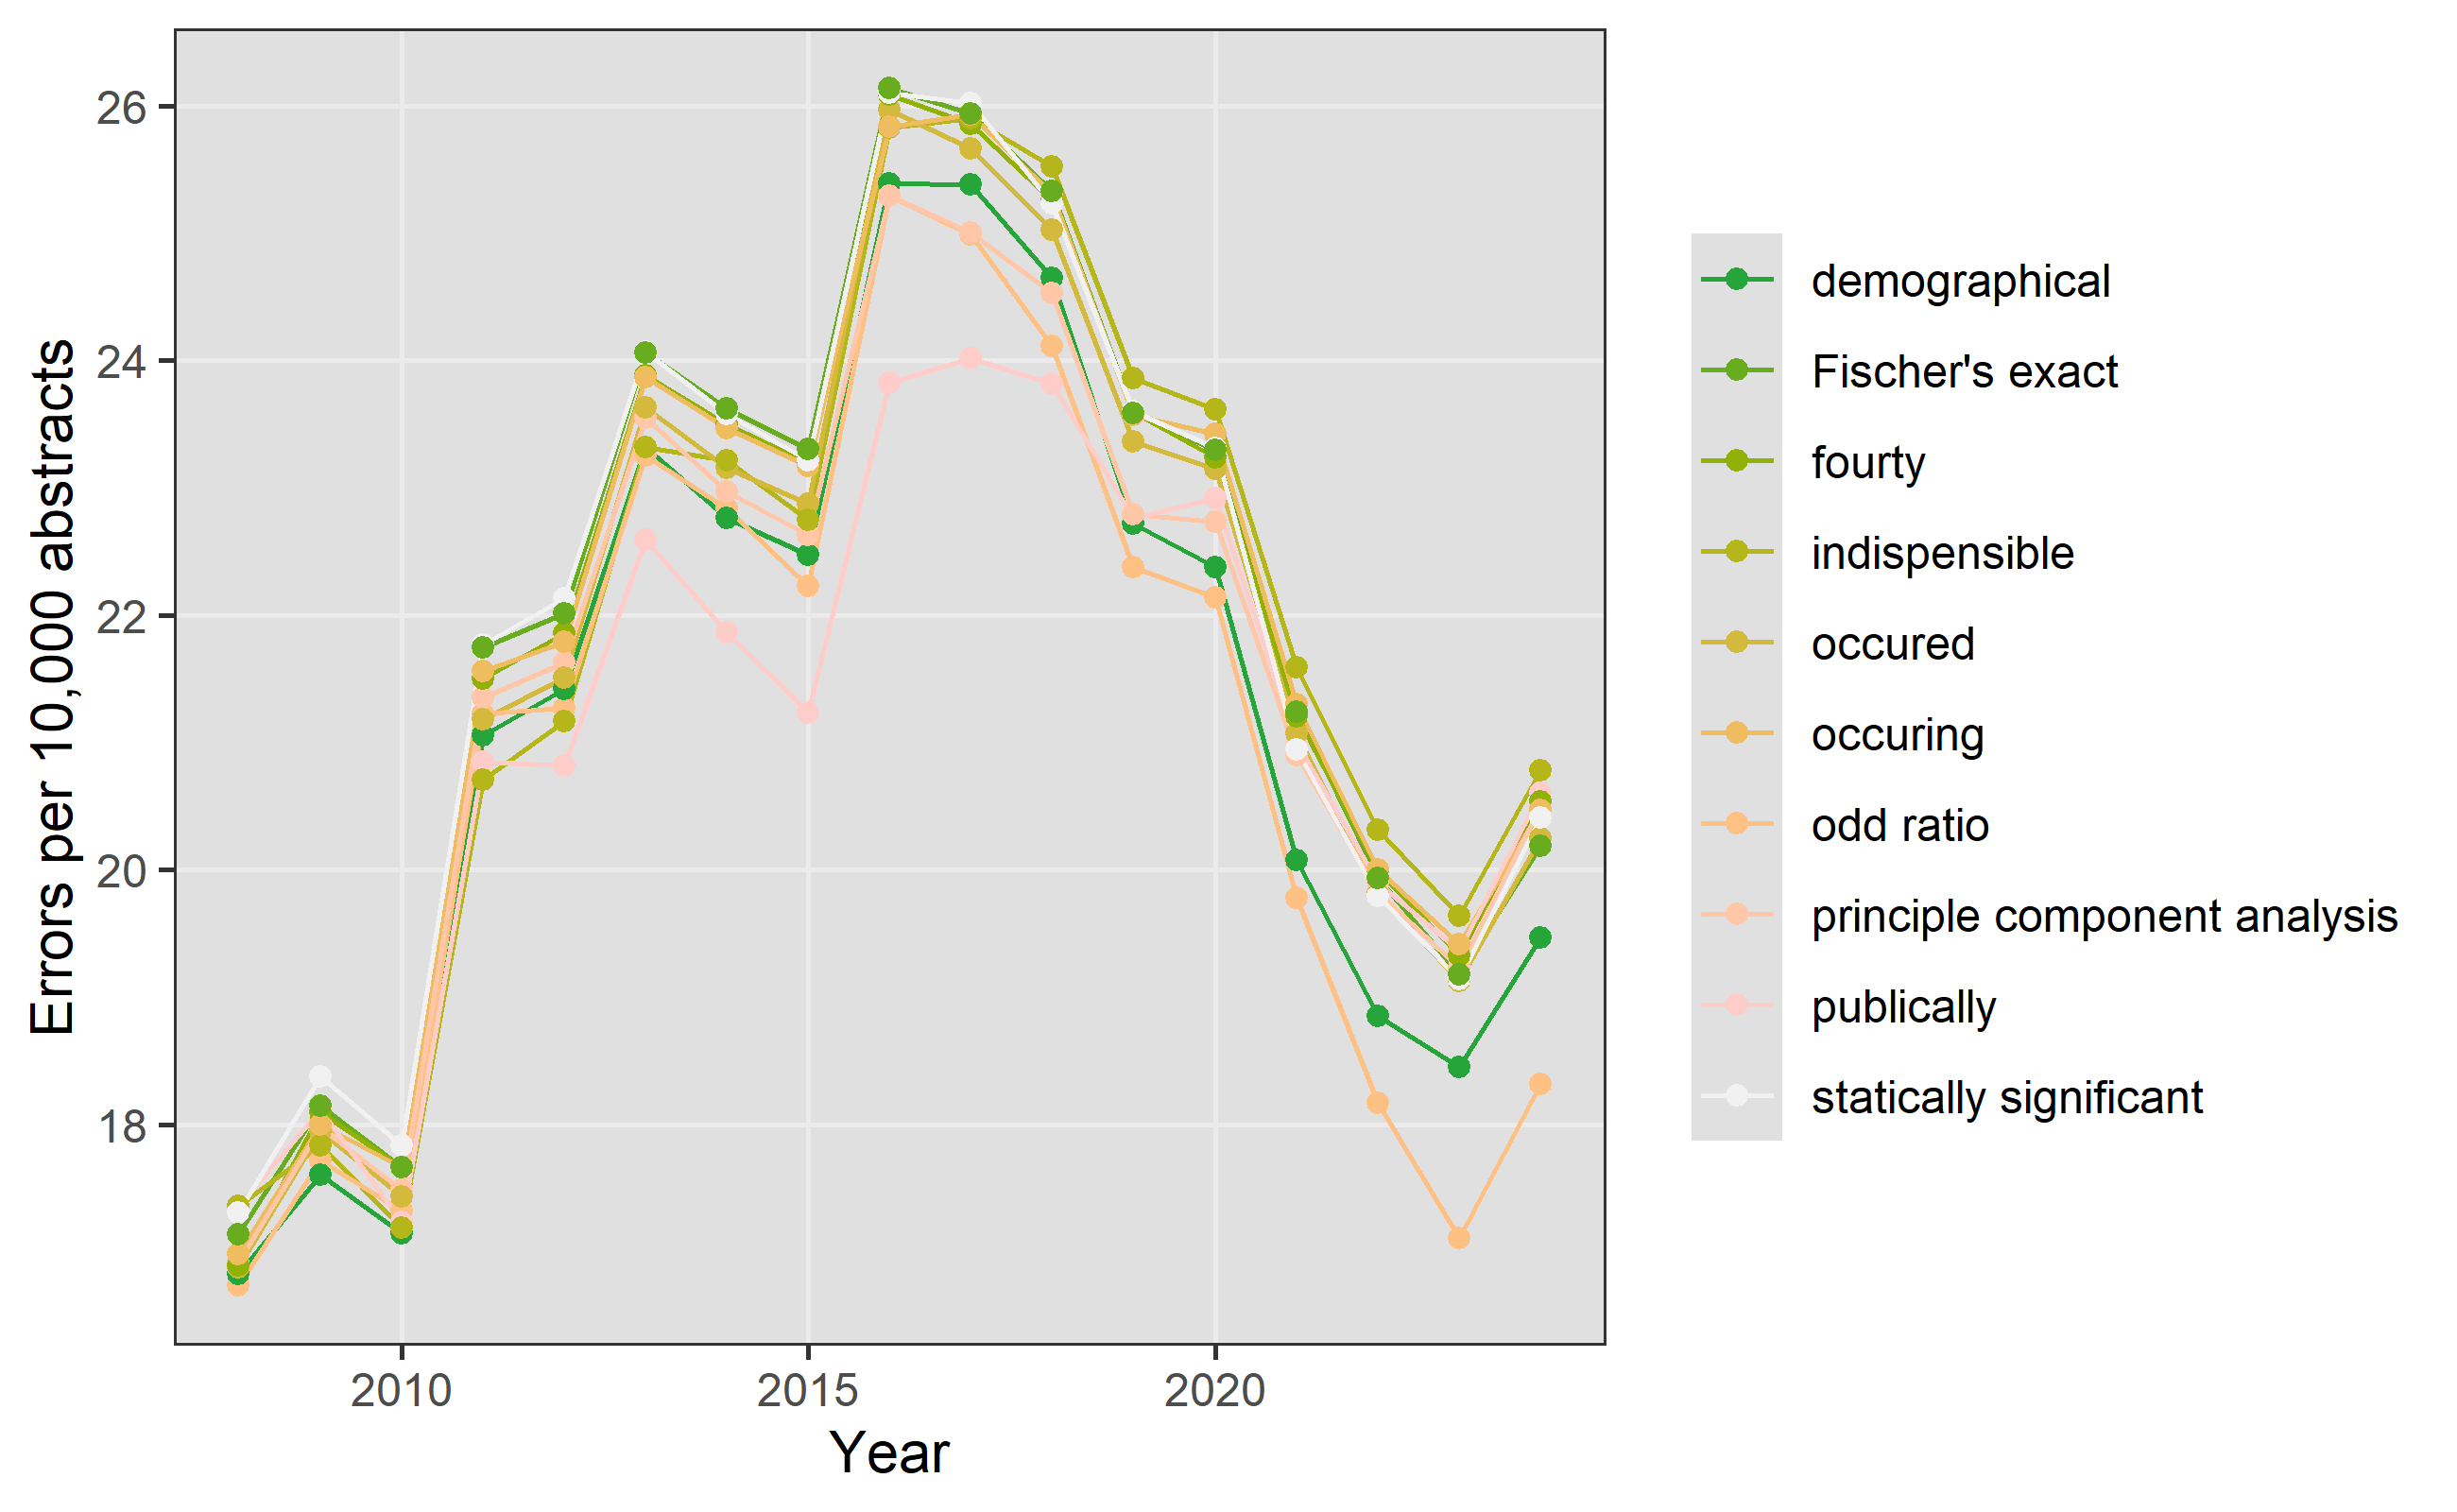 Errors per 10,000 abstracts
26
24
22
20
18
2010
2015
2020
Year
demographical
Fischer's exact
fourty
indispensible
occured
occuring
odd ratio
principle component analysis
publically
statically significant